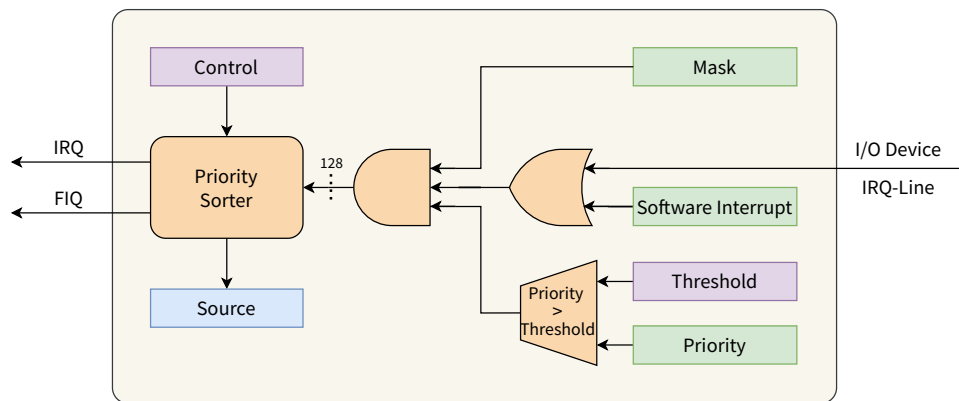 Control
Mask
IRQ
FIQ
Priority
Sorter
128
I/O Device
IRQ-Line
Software Interrupt
Source
Priority
>
Threshold
Threshold
Priority